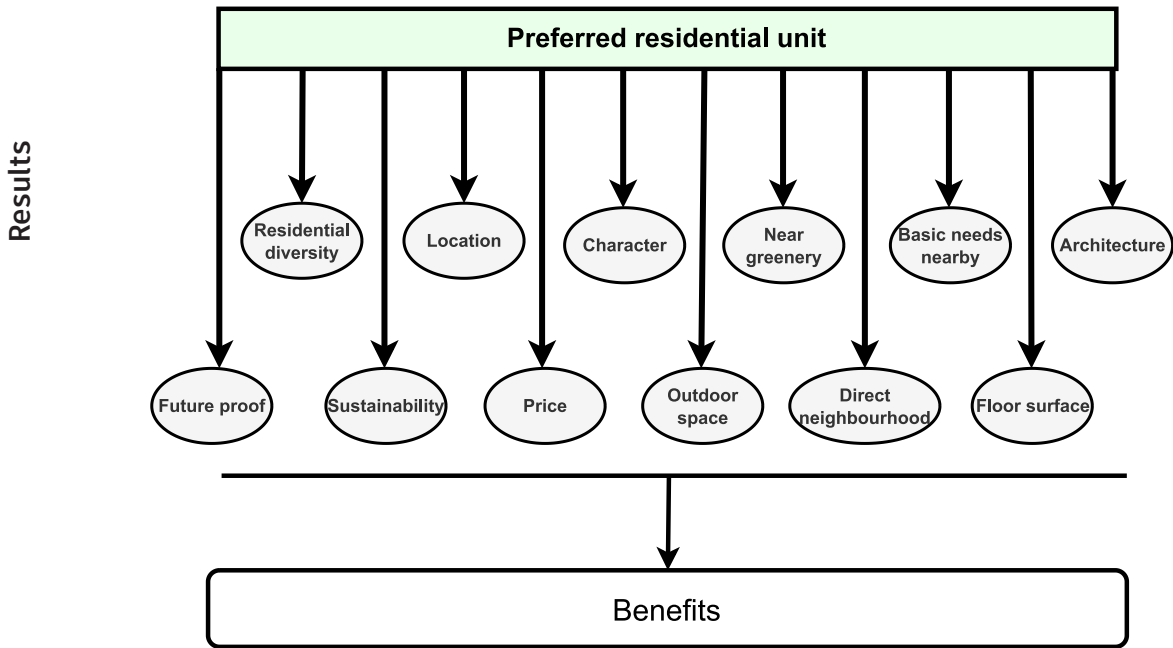 Results
Preferred residential unit
Residential
diversity
Location
Character
Near
greenery
Basic needs
nearby
Architecture
Future proof
Sustainability
Price
Outdoor
space
Direct
neighbourhood
Floor surface
Benefits